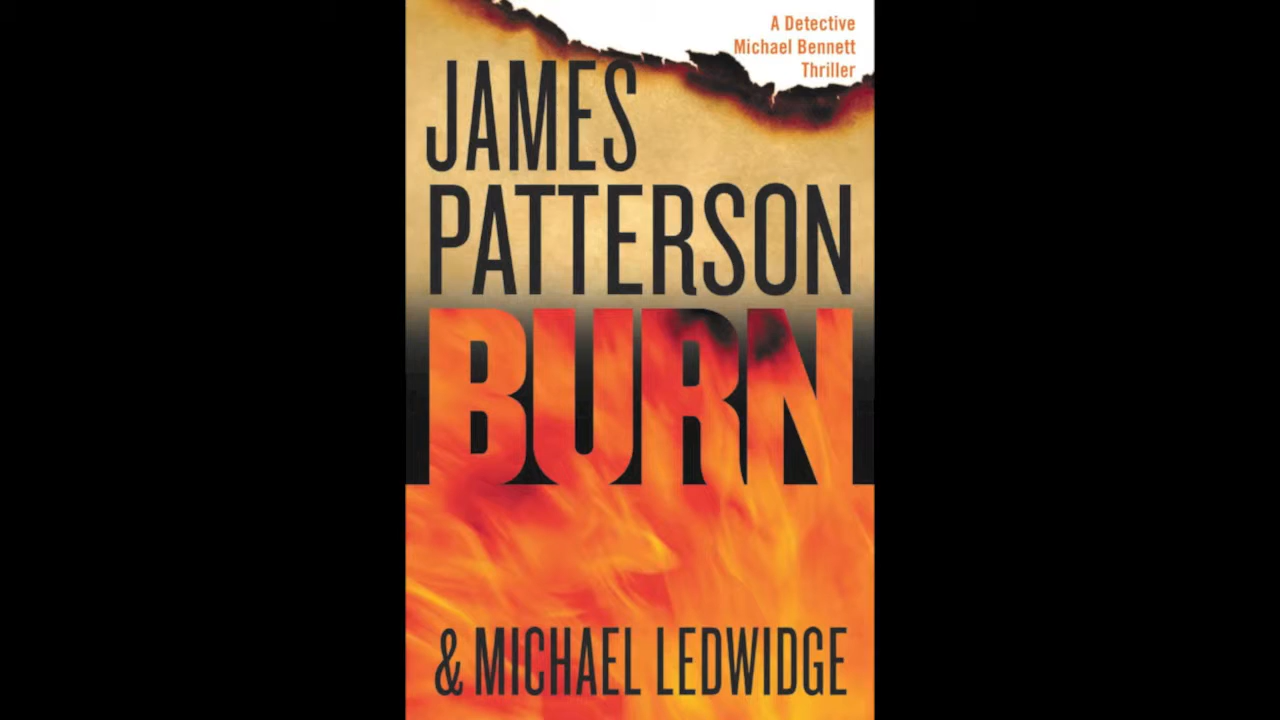 A Detective
Michael Bennett
Thriller
JAMES
PATTERSON
BURN
& MICHAEL LEDWIDGE